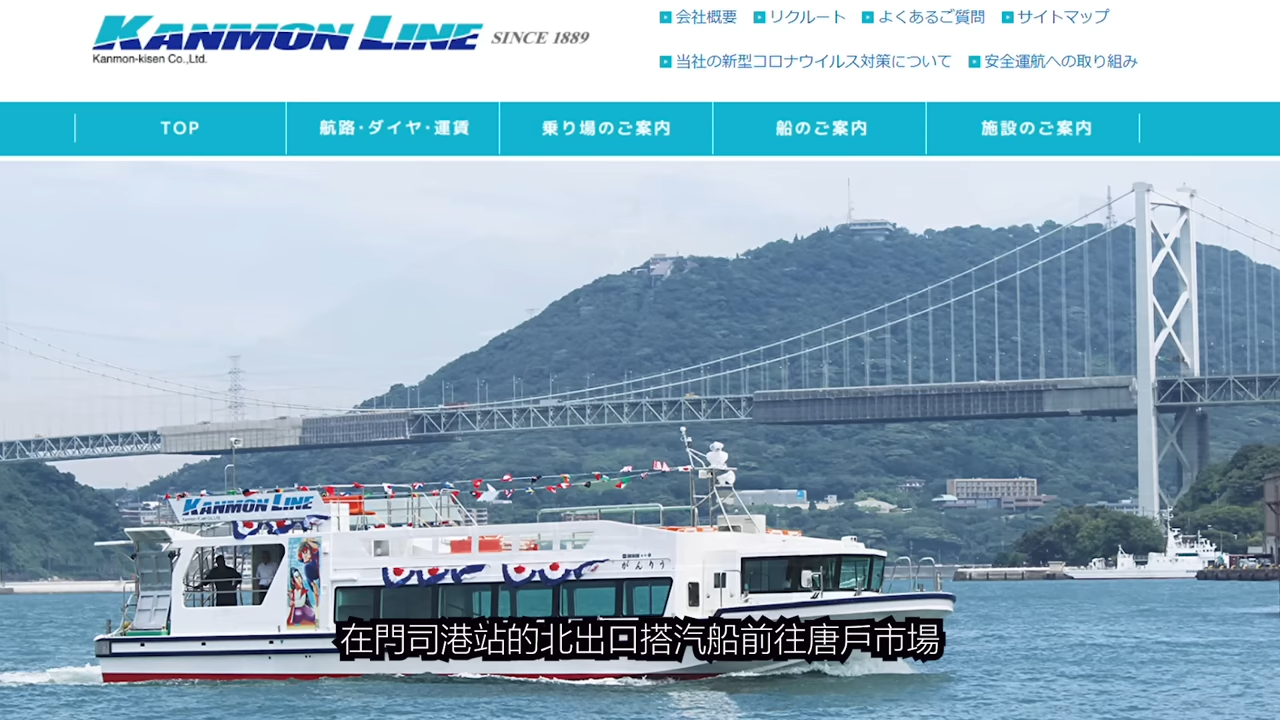 KANMON LINE SINCE 1889
Kanmon-kisen Co.,Ltd.
会社概要 リクルート よくあるご質問 サイトマップ
当社の新型コロナウイルス対策について 安全運航への取り組み
TOP 航路・ダイヤ・運賃 乗り場のご案内 船のご案内 施設のご案内
KANMON LINE
がんりう
在門司港站的北出口搭汽船前往唐戶市場